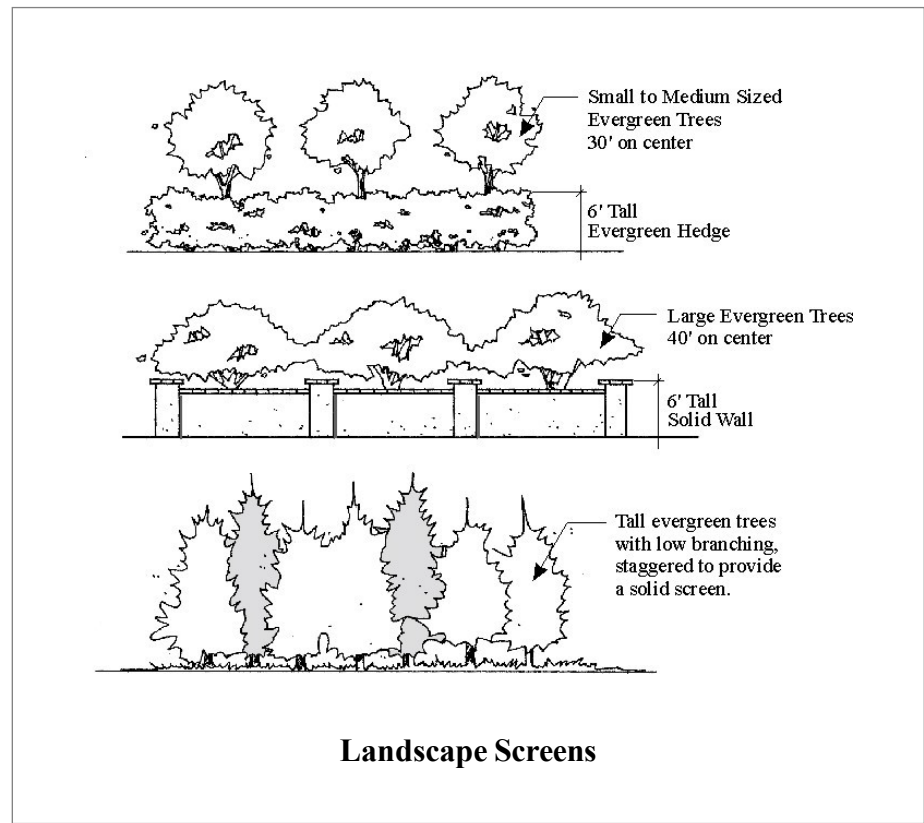 Small to Medium Sized
Evergreen Trees
30' on center
6' Tall
Evergreen Hedge
Large Evergreen Trees
40' on center
6' Tall
Solid Wall
Tall evergreen trees
with low branching,
staggered to provide
a solid screen.
Landscape Screens